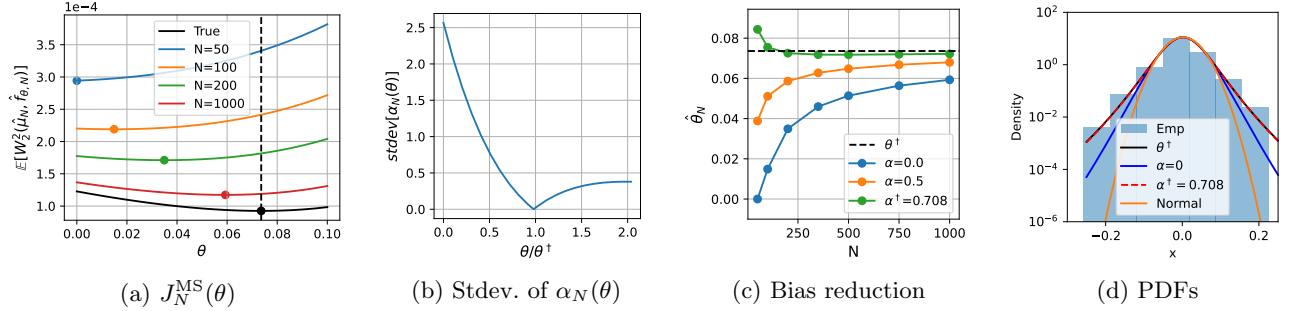 1e−4
𝔼[W₂²(μ̂_N, f̂_{θ,N})]
3.5
3.0
2.5
2.0
1.5
1.0
True
N=50
N=100
N=200
N=1000
0.00 0.02 0.04 0.06 0.08 0.10
θ
(a) J_N^MS(θ)
stdev[α_N(θ)]
2.5
2.0
1.5
1.0
0.5
0.0
0.0 0.5 1.0 1.5 2.0
θ/θ†
(b) Stdev. of α_N(θ)
θ̂_N
0.10
0.08
0.06
0.04
0.02
0.00
θ†
α=0.0
α=0.5
α†=0.708
250 500 750 1000
N
(c) Bias reduction
Density
10²
10⁰
10⁻²
10⁻⁴
10⁻⁶
Emp
θ†
α=0
α† = 0.708
Normal
−0.2 0.0 0.2
x
(d) PDFs